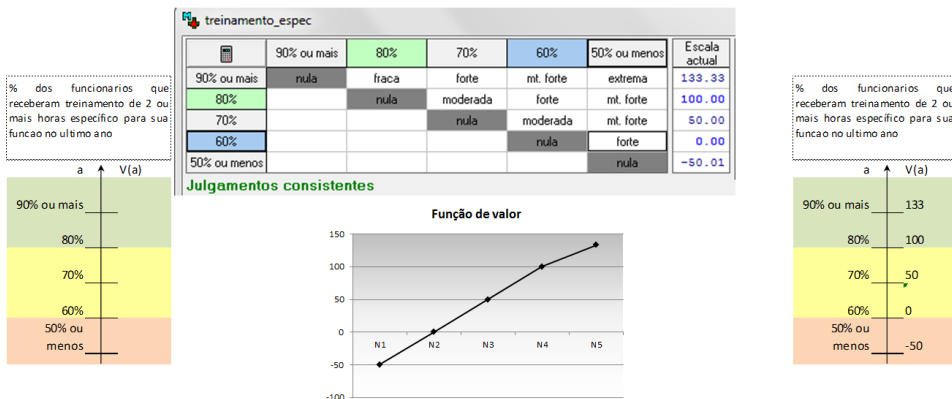 treinamento_espec
90% ou mais 80% 70% 60% 50% ou menos Escala actual
90% ou mais nula fraca forte mt. forte extrema 133.33
80% nula moderada forte mt. forte 100.00
70% nula moderada mt. forte 50.00
60% nula forte 0.00
50% ou menos nula -50.01
Julgamentos consistentes
% dos funcionarios que
receberam treinamento de 2 ou
mais horas específico para sua
funcao no ultimo ano
a V(a)
90% ou mais
80%
70%
60%
50% ou
menos
Função de valor
150
100
50
0
-50
-100
N1 N2 N3 N4 N5
% dos funcionarios que
receberam treinamento de 2 ou
mais horas específico para sua
funcao no ultimo ano
a V(a)
90% ou mais 133
80% 100
70% 50
60% 0
50% ou
menos -50